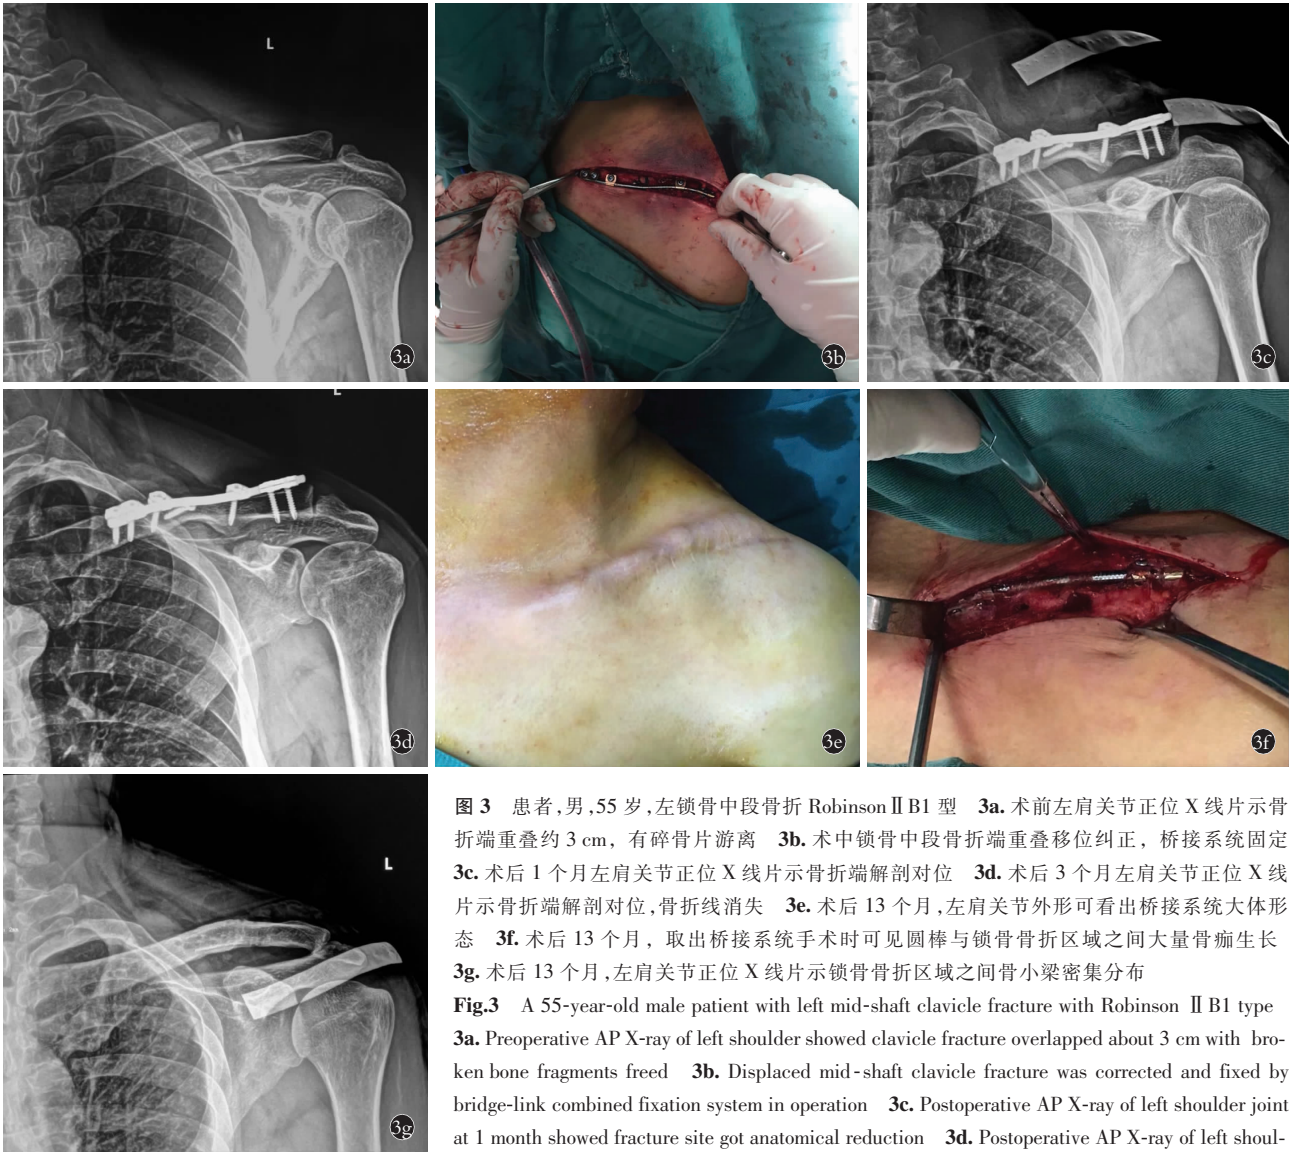 L
3a
3b
3c
L
3d
3e
3f
L
3g
图 3 患者,男,55 岁,左锁骨中段骨折 RobinsonⅡB1 型 3a. 术前左肩关节正位 X 线片示骨
折端重叠约 3 cm，有碎骨片游离 3b. 术中锁骨中段骨折端重叠移位纠正，桥接系统固定
3c. 术后 1 个月左肩关节正位 X 线片示骨折端解剖对位 3d. 术后 3 个月左肩关节正位 X 线
片示骨折端解剖对位,骨折线消失 3e. 术后 13 个月,左肩关节外形可看出桥接系统大体形
态 3f. 术后 13 个月，取出桥接系统手术时可见圆棒与锁骨骨折区域之间大量骨痂生长
3g. 术后 13 个月,左肩关节正位 X 线片示锁骨骨折区域之间骨小梁密集分布
Fig.3 A 55-year-old male patient with left mid-shaft clavicle fracture with Robinson ⅡB1 type
3a. Preoperative AP X-ray of left shoulder showed clavicle fracture overlapped about 3 cm with bro-
ken bone fragments freed 3b. Displaced mid-shaft clavicle fracture was corrected and fixed by
bridge-link combined fixation system in operation 3c. Postoperative AP X-ray of left shoulder joint
at 1 month showed fracture site got anatomical reduction 3d. Postoperative AP X-ray of left shoul-